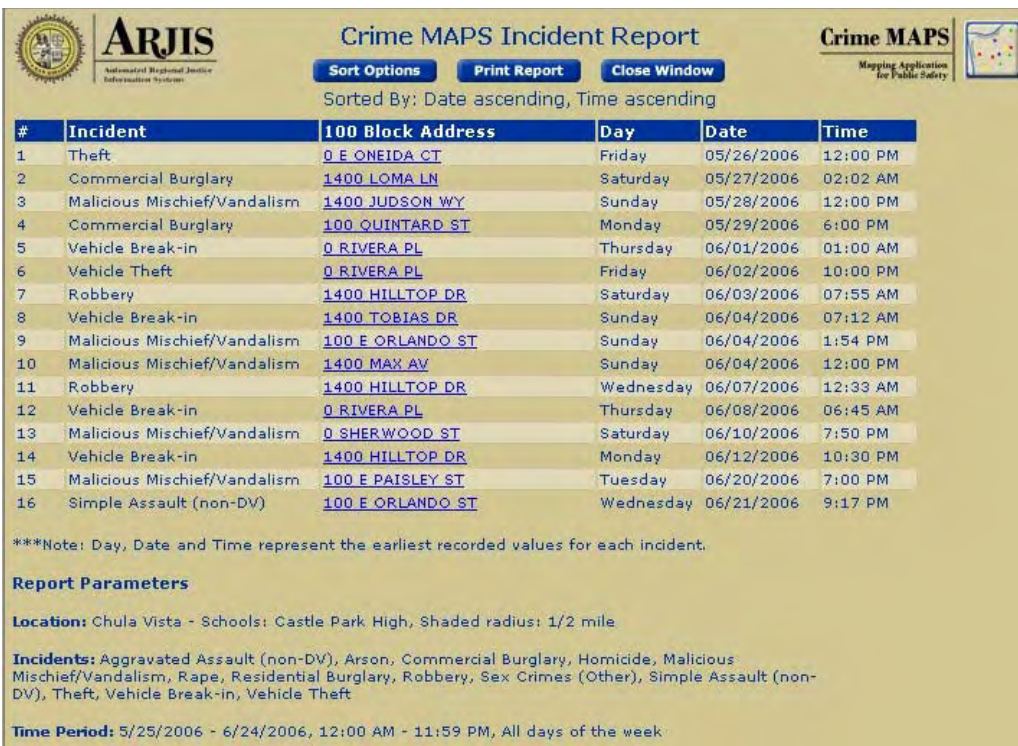 ARJIS
Automated Regional Justice
Information Systems
Crime MAPS Incident Report
Sort Options Print Report Close Window
Sorted By: Date ascending, Time ascending
Crime MAPS
Mapping Application
for Public Safety
# Incident 100 Block Address Day Date Time
1 Theft 0 E ONEIDA CT Friday 05/26/2006 12:00 PM
2 Commercial Burglary 1400 LOMA LN Saturday 05/27/2006 02:02 AM
3 Malicious Mischief/Vandalism 1400 JUDSON WY Sunday 05/28/2006 12:00 PM
4 Commercial Burglary 100 QUINTARD ST Monday 05/29/2006 6:00 PM
5 Vehicle Break-in 0 RIVERA PL Thursday 06/01/2006 01:00 AM
6 Vehicle Theft 0 RIVERA PL Friday 06/02/2006 10:00 PM
7 Robbery 1400 HILLTOP DR Saturday 06/03/2006 07:55 AM
8 Vehicle Break-in 1400 TOBIAS DR Sunday 06/04/2006 07:12 AM
9 Malicious Mischief/Vandalism 100 E ORLANDO ST Sunday 06/04/2006 1:54 PM
10 Malicious Mischief/Vandalism 1400 MAX AV Sunday 06/04/2006 12:00 PM
11 Robbery 1400 HILLTOP DR Wednesday 06/07/2006 12:33 AM
12 Vehicle Break-in 0 RIVERA PL Thursday 06/08/2006 06:45 AM
13 Malicious Mischief/Vandalism 0 SHERWOOD ST Saturday 06/10/2006 7:50 PM
14 Vehicle Break-in 1400 HILLTOP DR Monday 06/12/2006 10:30 PM
15 Malicious Mischief/Vandalism 100 E PAISLEY ST Tuesday 06/20/2006 7:00 PM
16 Simple Assault (non-DV) 100 E ORLANDO ST Wednesday 06/21/2006 9:17 PM
***Note: Day, Date and Time represent the earliest recorded values for each incident.
Report Parameters
Location: Chula Vista - Schools: Castle Park High, Shaded radius: 1/2 mile
Incidents: Aggravated Assault (non-DV), Arson, Commercial Burglary, Homicide, Malicious
Mischief/Vandalism, Rape, Residential Burglary, Robbery, Sex Crimes (Other), Simple Assault (non-
DV), Theft, Vehicle Break-in, Vehicle Theft
Time Period: 5/25/2006 - 6/24/2006, 12:00 AM - 11:59 PM, All days of the week